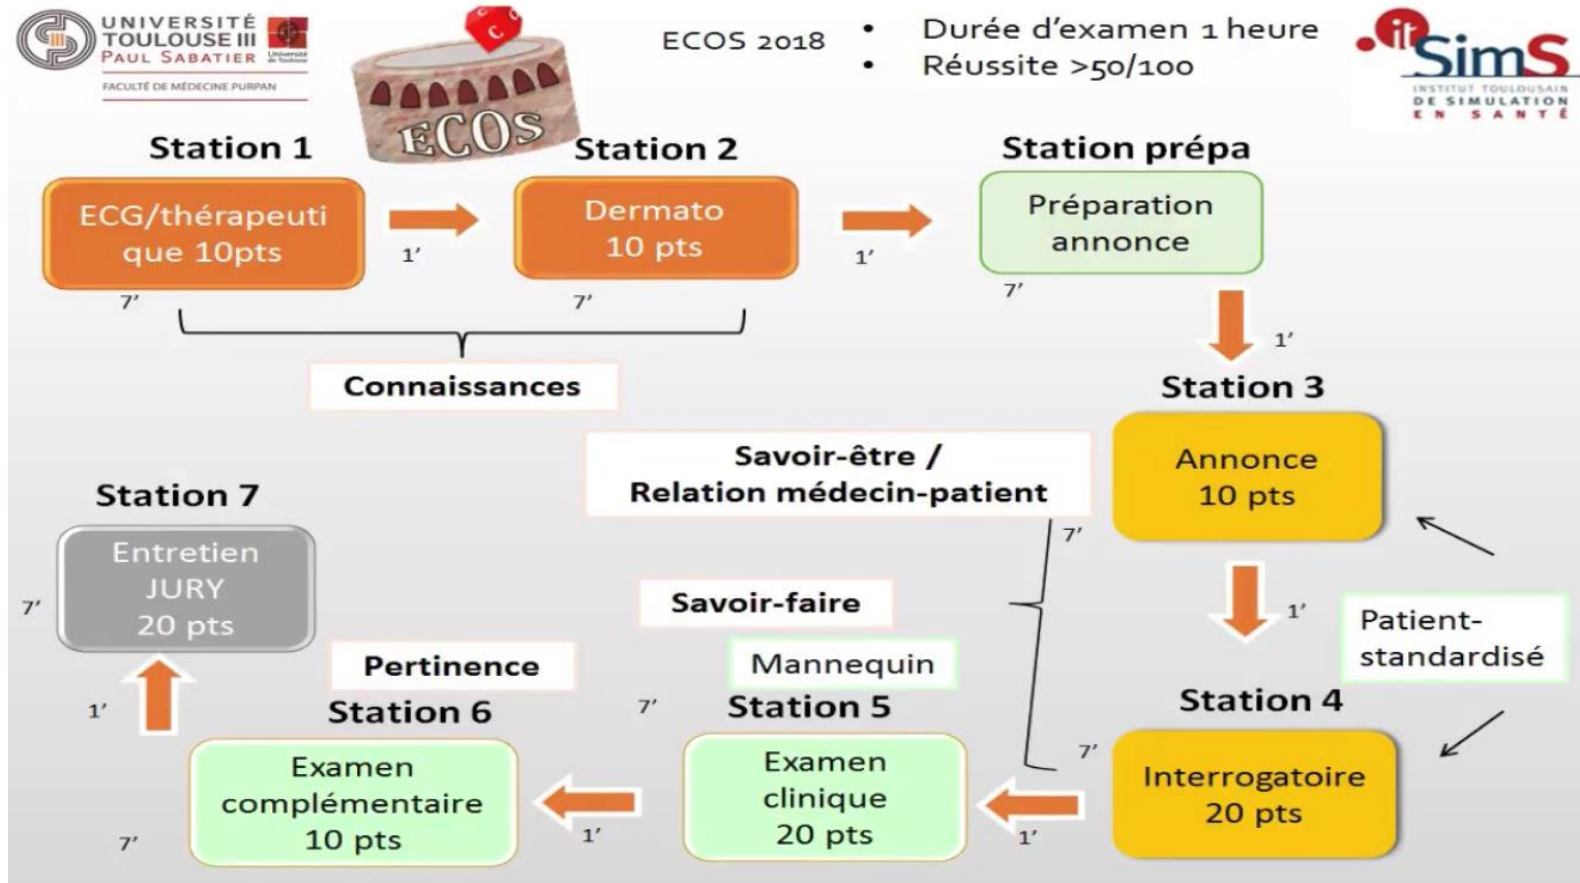 UNIVERSITÉ
TOULOUSE III
PAUL SABATIER
Université
de Toulouse
FACULTÉ DE MÉDECINE PURPAN
C
C
ECOs
ECOS 2018
• Durée d'examen 1 heure
• Réussite >50/100
it
SimS
INSTITUT TOULOUSAIN
DE SIMULATION
EN SANTÉ
Station 1
ECG/thérapeuti
que 10pts
7'
1'
Station 2
Dermato
10 pts
7'
1'
Station prépa
Préparation
annonce
7'
1'
Connaissances
Station 3
Annonce
10 pts
7'
1'
Savoir-être /
Relation médecin-patient
Patient-
standardisé
Station 4
Interrogatoire
20 pts
7'
1'
Savoir-faire
Mannequin
Station 5
Examen
clinique
20 pts
7'
1'
Pertinence
Station 6
Examen
complémentaire
10 pts
7'
1'
Station 7
Entretien
JURY
20 pts
7'